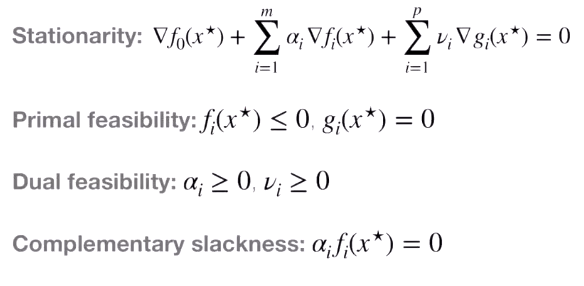 Stationarity: ∇f₀(x★) + ∑ᵢ₌₁ᵐ αᵢ∇fᵢ(x★) + ∑ᵢ₌₁ᵖ νᵢ∇gᵢ(x★) = 0
Primal feasibility: fᵢ(x★) ≤ 0, gᵢ(x★) = 0
Dual feasibility: αᵢ ≥ 0, νᵢ ≥ 0
Complementary slackness: αᵢfᵢ(x★) = 0